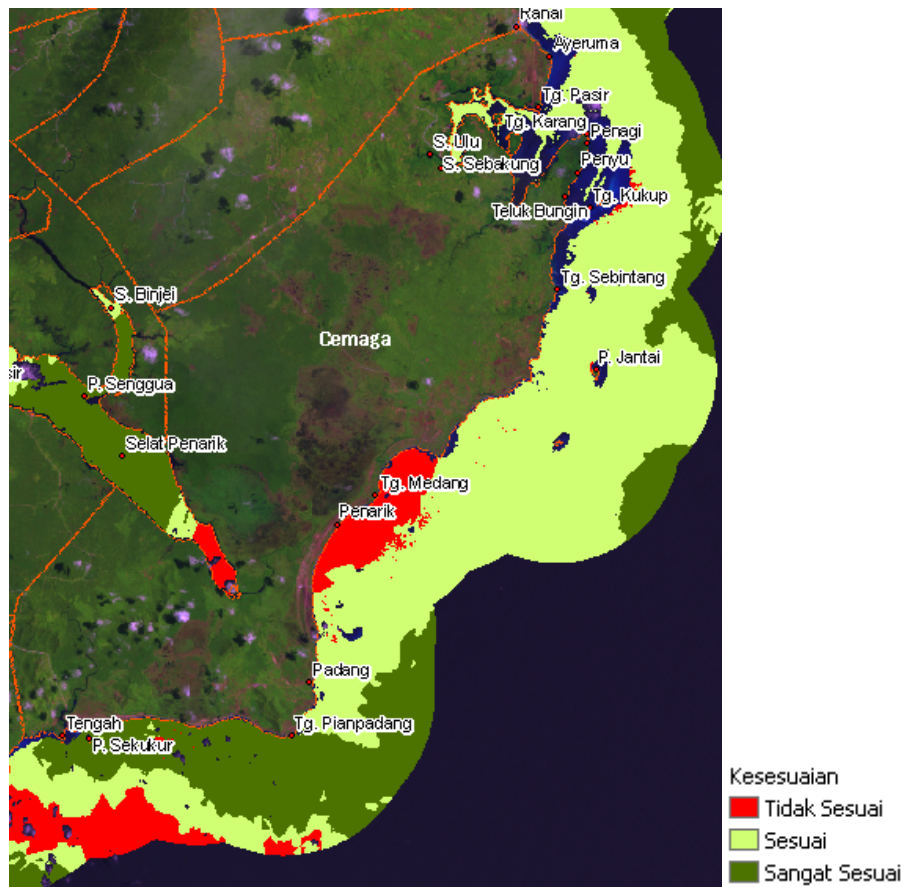 Ranai
Ayeruma
Tg. Pasir
Tg. Karang
Penagi
S. Ulu
S. Sebakung
Penyu
Tg. Kukup
Teluk Bungin
Tg. Sebintang
S. Binjei
Cemaga
P. Jantai
sir
P. Senggua
Selat Penarik
Tg. Medang
Penarik
Padang
Tengah
P. Sekukur
Tg. Pianpadang
Kesesuaian
Tidak Sesuai
Sesuai
Sangat Sesuai